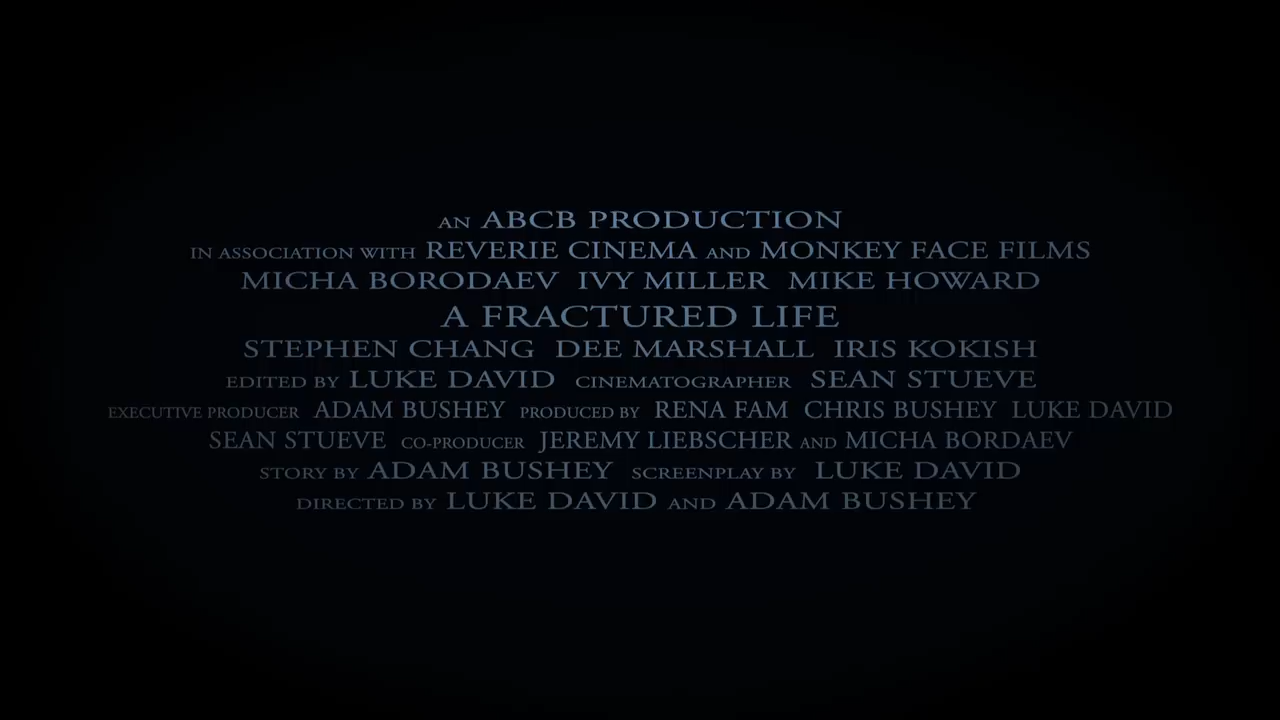 AN ABCB PRODUCTION
IN ASSOCIATION WITH REVERIE CINEMA AND MONKEY FACE FILMS
MICHA BORODAEV IVY MILLER MIKE HOWARD
A FRACTURED LIFE
STEPHEN CHANG DEE MARSHALL IRIS KOKISH
EDITED BY LUKE DAVID CINEMATOGRAPHER SEAN STUEVE
EXECUTIVE PRODUCER ADAM BUSHEY PRODUCED BY RENA FAM CHRIS BUSHEY LUKE DAVID
SEAN STUEVE CO-PRODUCER JEREMY LIEBSCHER AND MICHA BORDAEV
STORY BY ADAM BUSHEY SCREENPLAY BY LUKE DAVID
DIRECTED BY LUKE DAVID AND ADAM BUSHEY